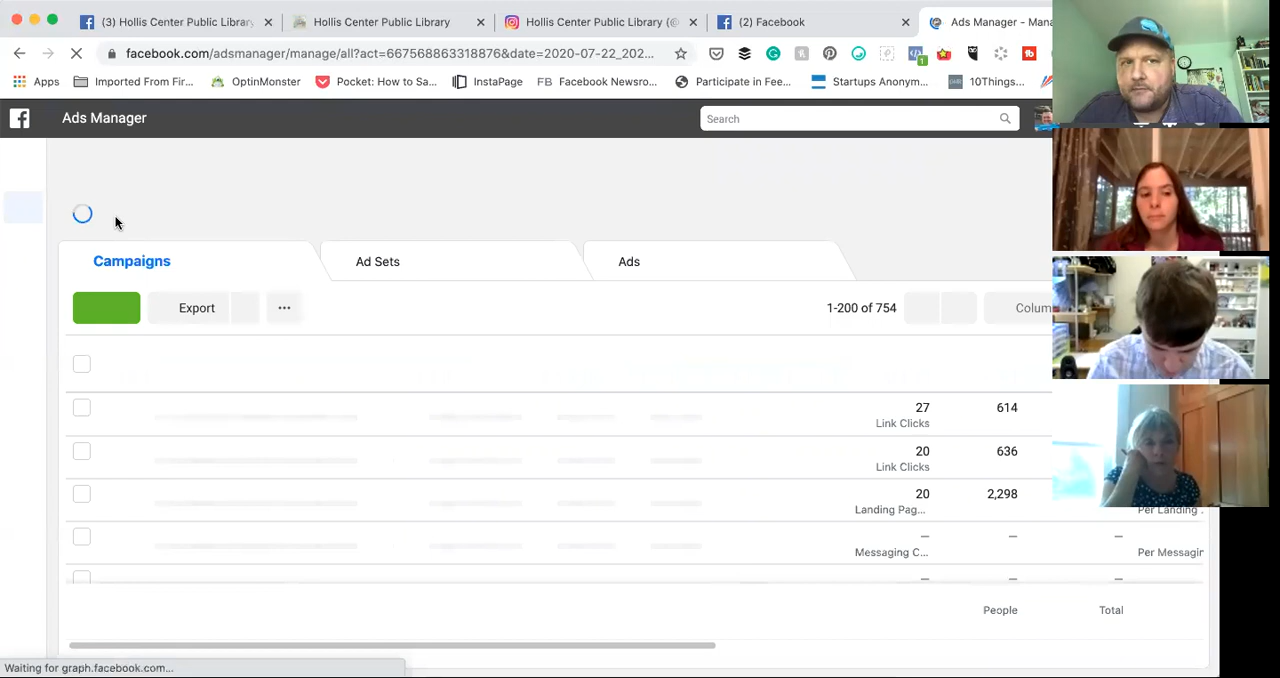 (3) Hollis Center Public Library
Hollis Center Public Library
Hollis Center Public Library (@
(2) Facebook
Ads Manager - Mana
facebook.com/adsmanager/manage/all?act=667568863318876&date=2020-07-22_202...
1
Apps
Imported From Fir...
OptinMonster
Pocket: How to Sa...
InstaPage
FB Facebook Newsro...
Participate in Fee...
Startups Anonym...
10Things...
Ads Manager
Search
Campaigns
Ad Sets
Ads
Export
...
1-200 of 754
Colum
27
614
Link Clicks
20
636
Link Clicks
20
2,298
Landing Pag...
Per Landing .
—
—
—
Messaging C...
Per Messagin
—
—
People
Total
Waiting for graph.facebook.com...